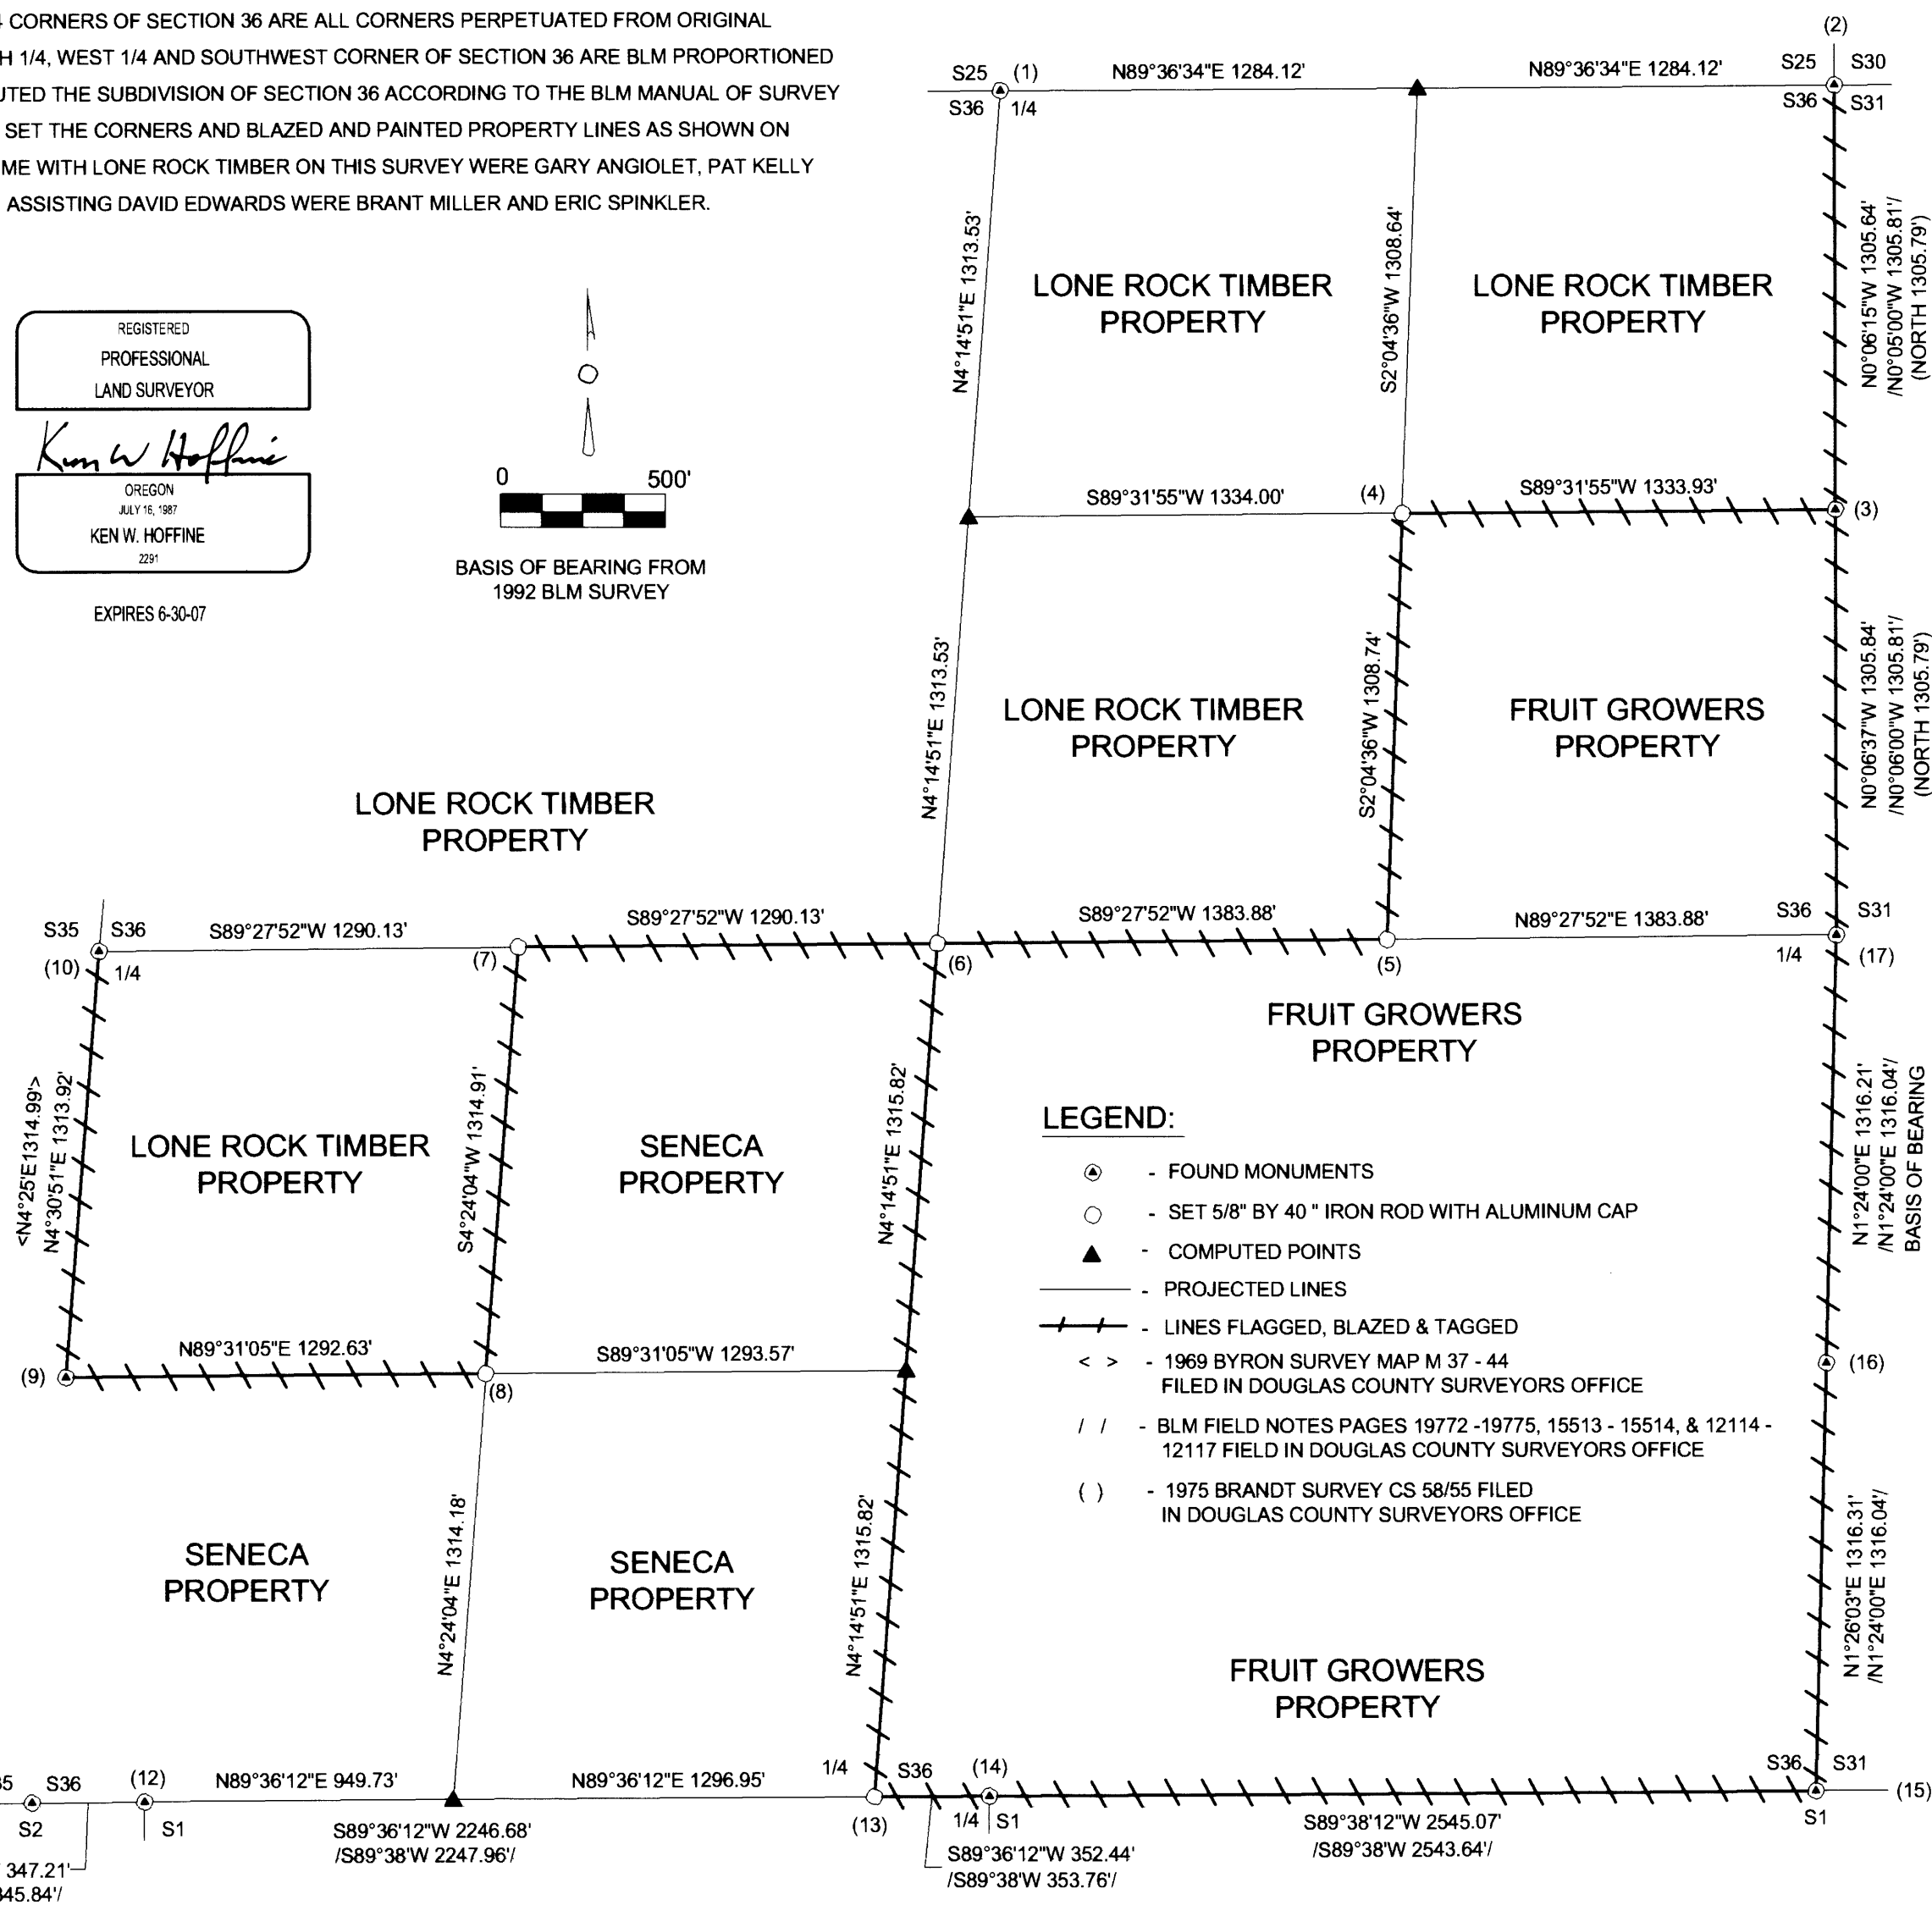 4 CORNERS OF SECTION 36 ARE ALL CORNERS PERPETUATED FROM ORIGINAL
H 1/4, WEST 1/4 AND SOUTHWEST CORNER OF SECTION 36 ARE BLM PROPORTIONED
UTED THE SUBDIVISION OF SECTION 36 ACCORDING TO THE BLM MANUAL OF SURVEY
SET THE CORNERS AND BLAZED AND PAINTED PROPERTY LINES AS SHOWN ON
ME WITH LONE ROCK TIMBER ON THIS SURVEY WERE GARY ANGIOLET, PAT KELLY
ASSISTING DAVID EDWARDS WERE BRANT MILLER AND ERIC SPINKLER.
REGISTERED
PROFESSIONAL
LAND SURVEYOR
Ken W Hoffine
OREGON
JULY 16, 1987
KEN W. HOFFINE
2291
EXPIRES 6-30-07
0 500'
BASIS OF BEARING FROM
1992 BLM SURVEY
(2)
S25 (1)
N89°36'34"E 1284.12'
N89°36'34"E 1284.12'
S25 S30
S36 1/4
S36 S31
N4°14'51"E 1313.53'
LONE ROCK TIMBER
PROPERTY
S2°04'36"W 1308.64'
LONE ROCK TIMBER
PROPERTY
N0°06'15"W 1305.64'
/N0°05'00"W 1305.81'/
(NORTH 1305.79')
S89°31'55"W 1334.00'
(4)
S89°31'55"W 1333.93'
(3)
N4°14'51"E 1313.53'
LONE ROCK TIMBER
PROPERTY
S2°04'36"W 1308.74'
FRUIT GROWERS
PROPERTY
N0°06'37"W 1305.84'
/N0°06'00"W 1305.81'/
(NORTH 1305.79')
LONE ROCK TIMBER
PROPERTY
S35 S36
S89°27'52"W 1290.13'
S89°27'52"W 1290.13'
S89°27'52"W 1383.88'
N89°27'52"E 1383.88'
S36 S31
(10) 1/4
(7)
(6)
(5)
1/4 (17)
<N4°25'E1314.99'>
N4°30'51"E 1313.92'
LONE ROCK TIMBER
PROPERTY
S4°24'04"W 1314.91'
SENECA
PROPERTY
N4°14'51"E 1315.82'
FRUIT GROWERS
PROPERTY
N1°24'00"E 1316.21'
/N1°24'00"E 1316.04'/
BASIS OF BEARING
LEGEND:
- FOUND MONUMENTS
- SET 5/8" BY 40 " IRON ROD WITH ALUMINUM CAP
- COMPUTED POINTS
- PROJECTED LINES
- LINES FLAGGED, BLAZED & TAGGED
< > - 1969 BYRON SURVEY MAP M 37 - 44
FILED IN DOUGLAS COUNTY SURVEYORS OFFICE
/ / - BLM FIELD NOTES PAGES 19772 -19775, 15513 - 15514, & 12114 -
12117 FIELD IN DOUGLAS COUNTY SURVEYORS OFFICE
( ) - 1975 BRANDT SURVEY CS 58/55 FILED
IN DOUGLAS COUNTY SURVEYORS OFFICE
(9)
N89°31'05"E 1292.63'
(8)
S89°31'05"W 1293.57'
(16)
SENECA
PROPERTY
N4°24'04"E 1314.18'
SENECA
PROPERTY
N4°14'51"E 1315.82'
FRUIT GROWERS
PROPERTY
N1°26'03"E 1316.31'
/N1°24'00"E 1316.04'/
35 S36
(12)
N89°36'12"E 949.73'
N89°36'12"E 1296.95'
1/4 S36
(14)
S36 S31
(15)
S2
S1
S89°36'12"W 2246.68'
/S89°38'W 2247.96'/
(13)
1/4 S1
S89°36'12"W 352.44'
/S89°38'W 353.76'/
S89°38'12"W 2545.07'
/S89°38'W 2543.64'/
S1
347.21'
345.84'/